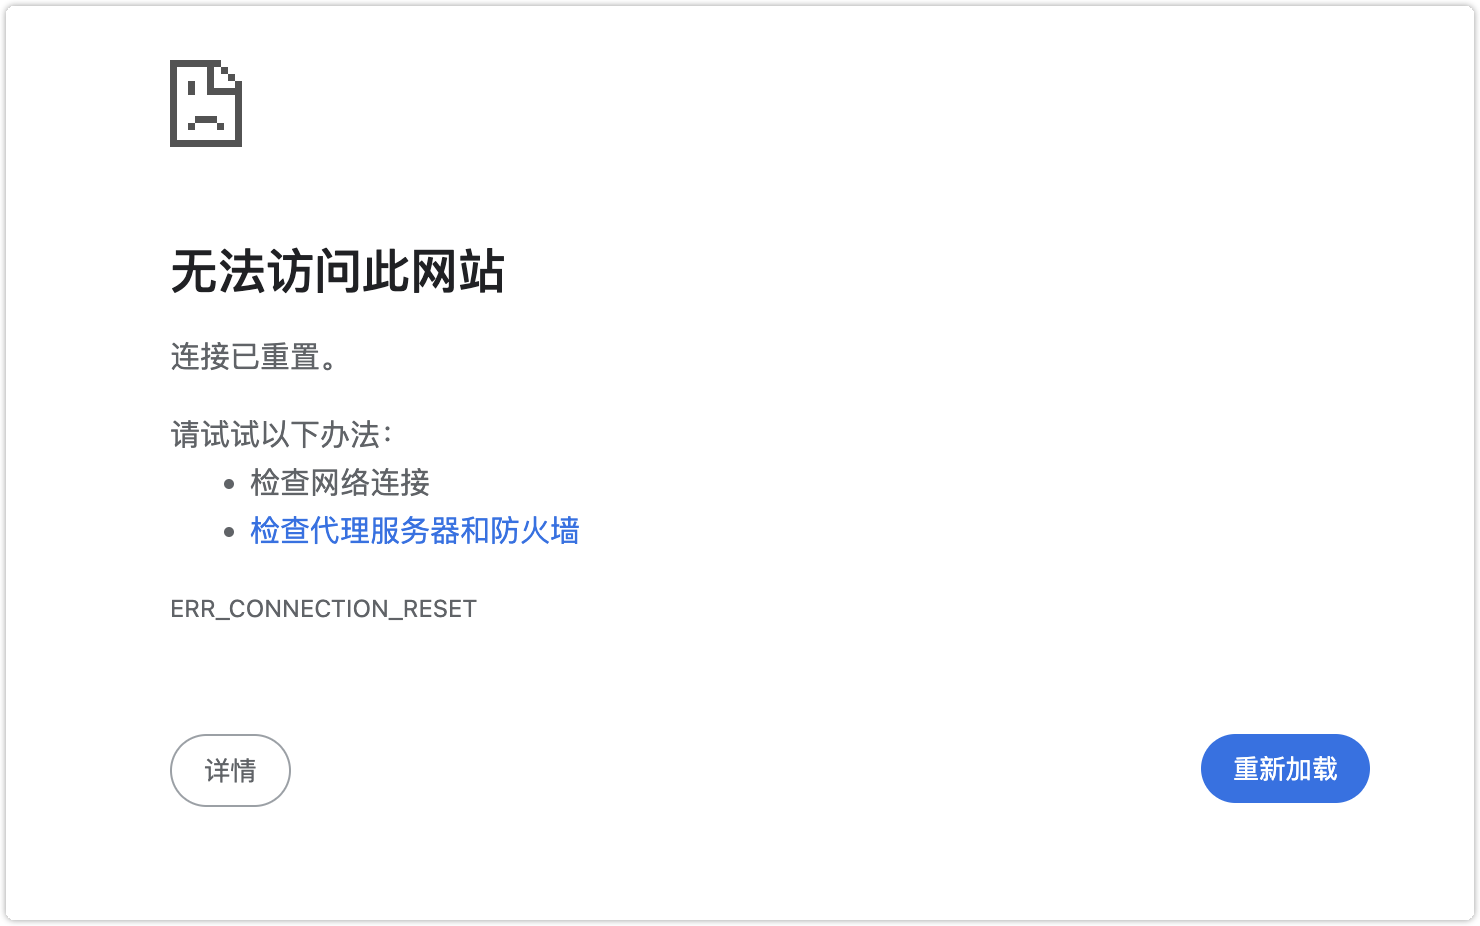 无法访问此网站
连接已重置。
请试试以下办法：
• 检查网络连接
• 检查代理服务器和防火墙
ERR_CONNECTION_RESET
详情
重新加载